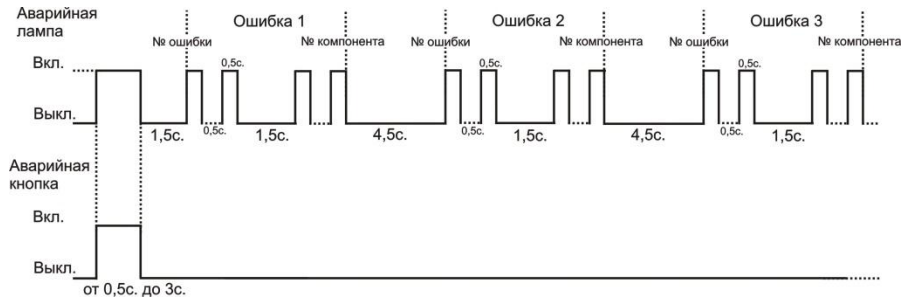 Аварийная
лампа
Ошибка 1
Ошибка 2
Ошибка 3
№ ошибки
№ компонента
№ ошибки
№ компонента
№ ошибки
№ компонента
Вкл.
0,5с.
0,5с.
0,5с.
Выкл.
1,5с.
0,5с.
1,5с.
4,5с.
0,5с.
1,5с.
4,5с.
0,5с.
1,5с.
Аварийная
кнопка
Вкл.
Выкл.
от 0,5с. до 3с.